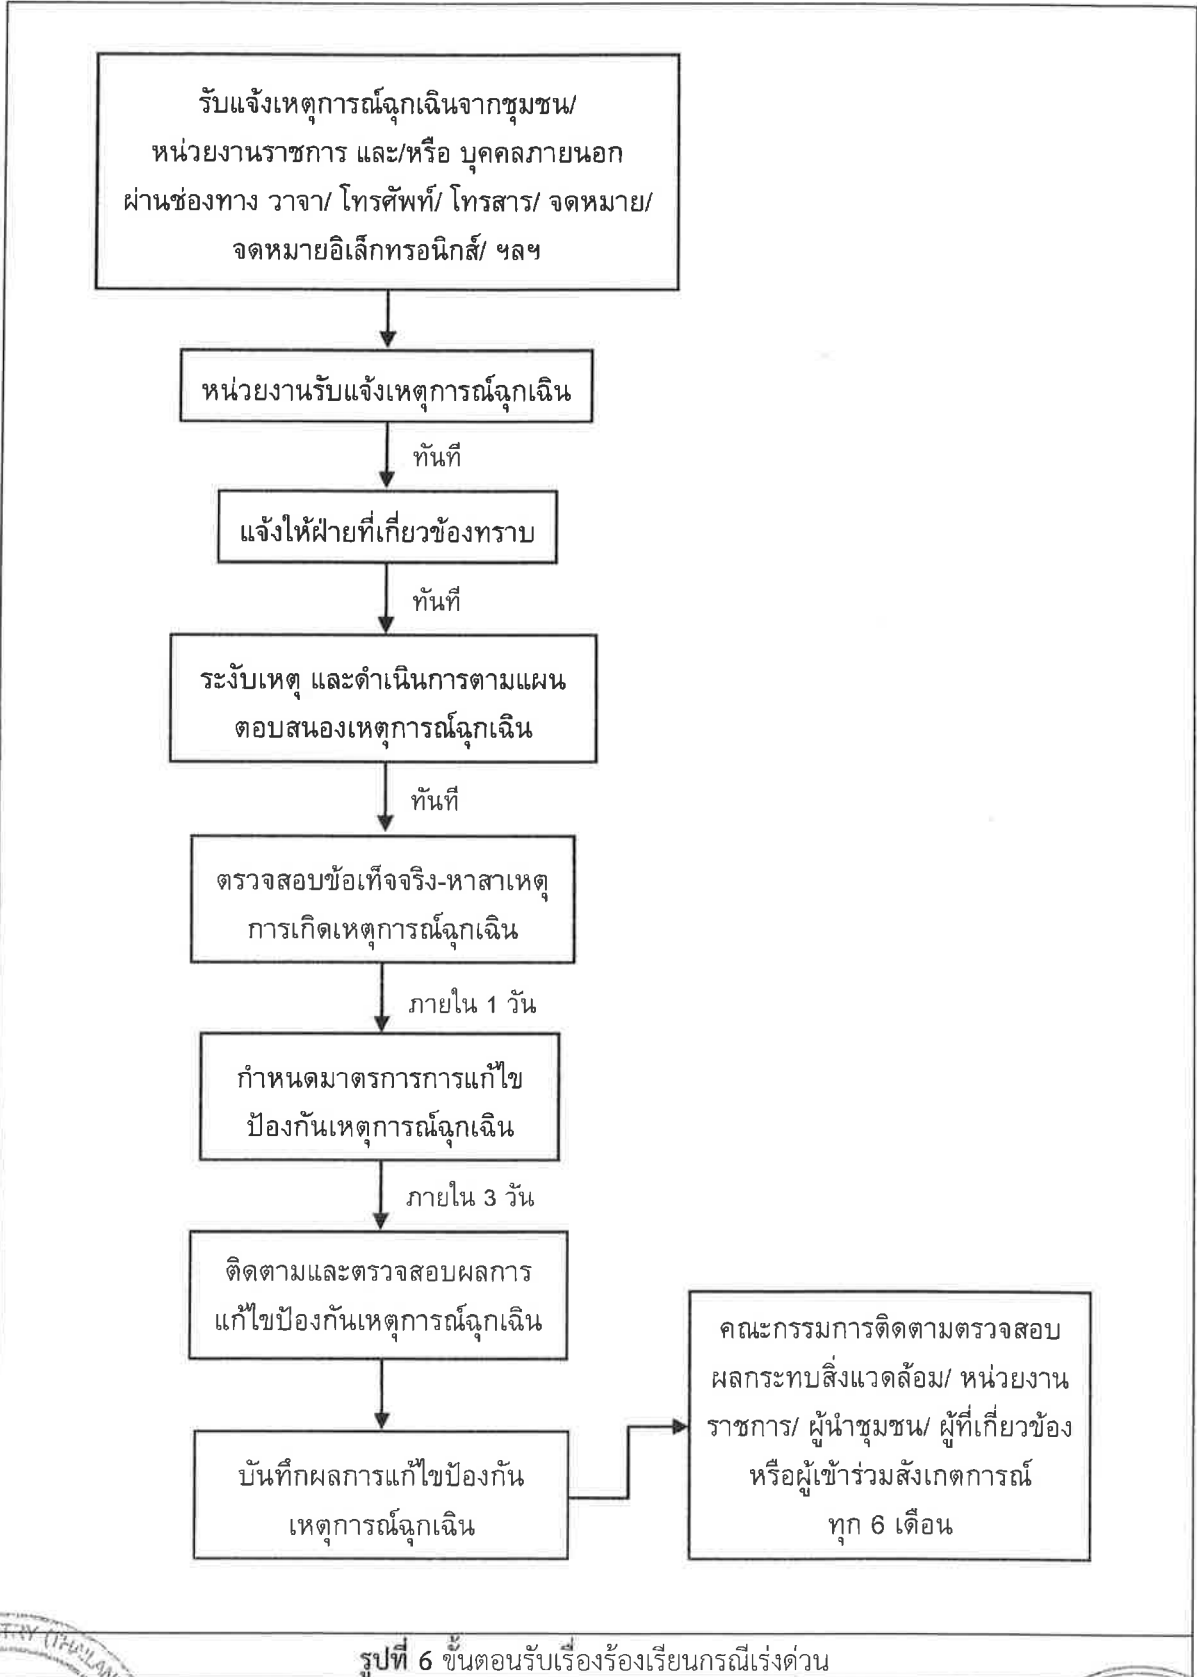 รับแจ้งเหตุการณ์ฉุกเฉินจากชุมชน/
หน่วยงานราชการ และ/หรือ บุคคลภายนอก
ผ่านช่องทาง วาจา/ โทรศัพท์/ โทรสาร/ จดหมาย/
จดหมายอิเล็กทรอนิกส์/ ฯลฯ
หน่วยงานรับแจ้งเหตุการณ์ฉุกเฉิน
ทันที
แจ้งให้ฝ่ายที่เกี่ยวข้องทราบ
ทันที
ระงับเหตุ และดำเนินการตามแผน
ตอบสนองเหตุการณ์ฉุกเฉิน
ทันที
ตรวจสอบข้อเท็จจริง-หาสาเหตุ
การเกิดเหตุการณ์ฉุกเฉิน
ภายใน 1 วัน
กำหนดมาตรการการแก้ไข
ป้องกันเหตุการณ์ฉุกเฉิน
ภายใน 3 วัน
ติดตามและตรวจสอบผลการ
แก้ไขป้องกันเหตุการณ์ฉุกเฉิน
บันทึกผลการแก้ไขป้องกัน
เหตุการณ์ฉุกเฉิน
คณะกรรมการติดตามตรวจสอบ
ผลกระทบสิ่งแวดล้อม/ หน่วยงาน
ราชการ/ ผู้นำชุมชน/ ผู้ที่เกี่ยวข้อง
หรือผู้เข้าร่วมสังเกตการณ์
ทุก 6 เดือน
รูปที่ 6 ขั้นตอนรับเรื่องร้องเรียนกรณีเร่งด่วน